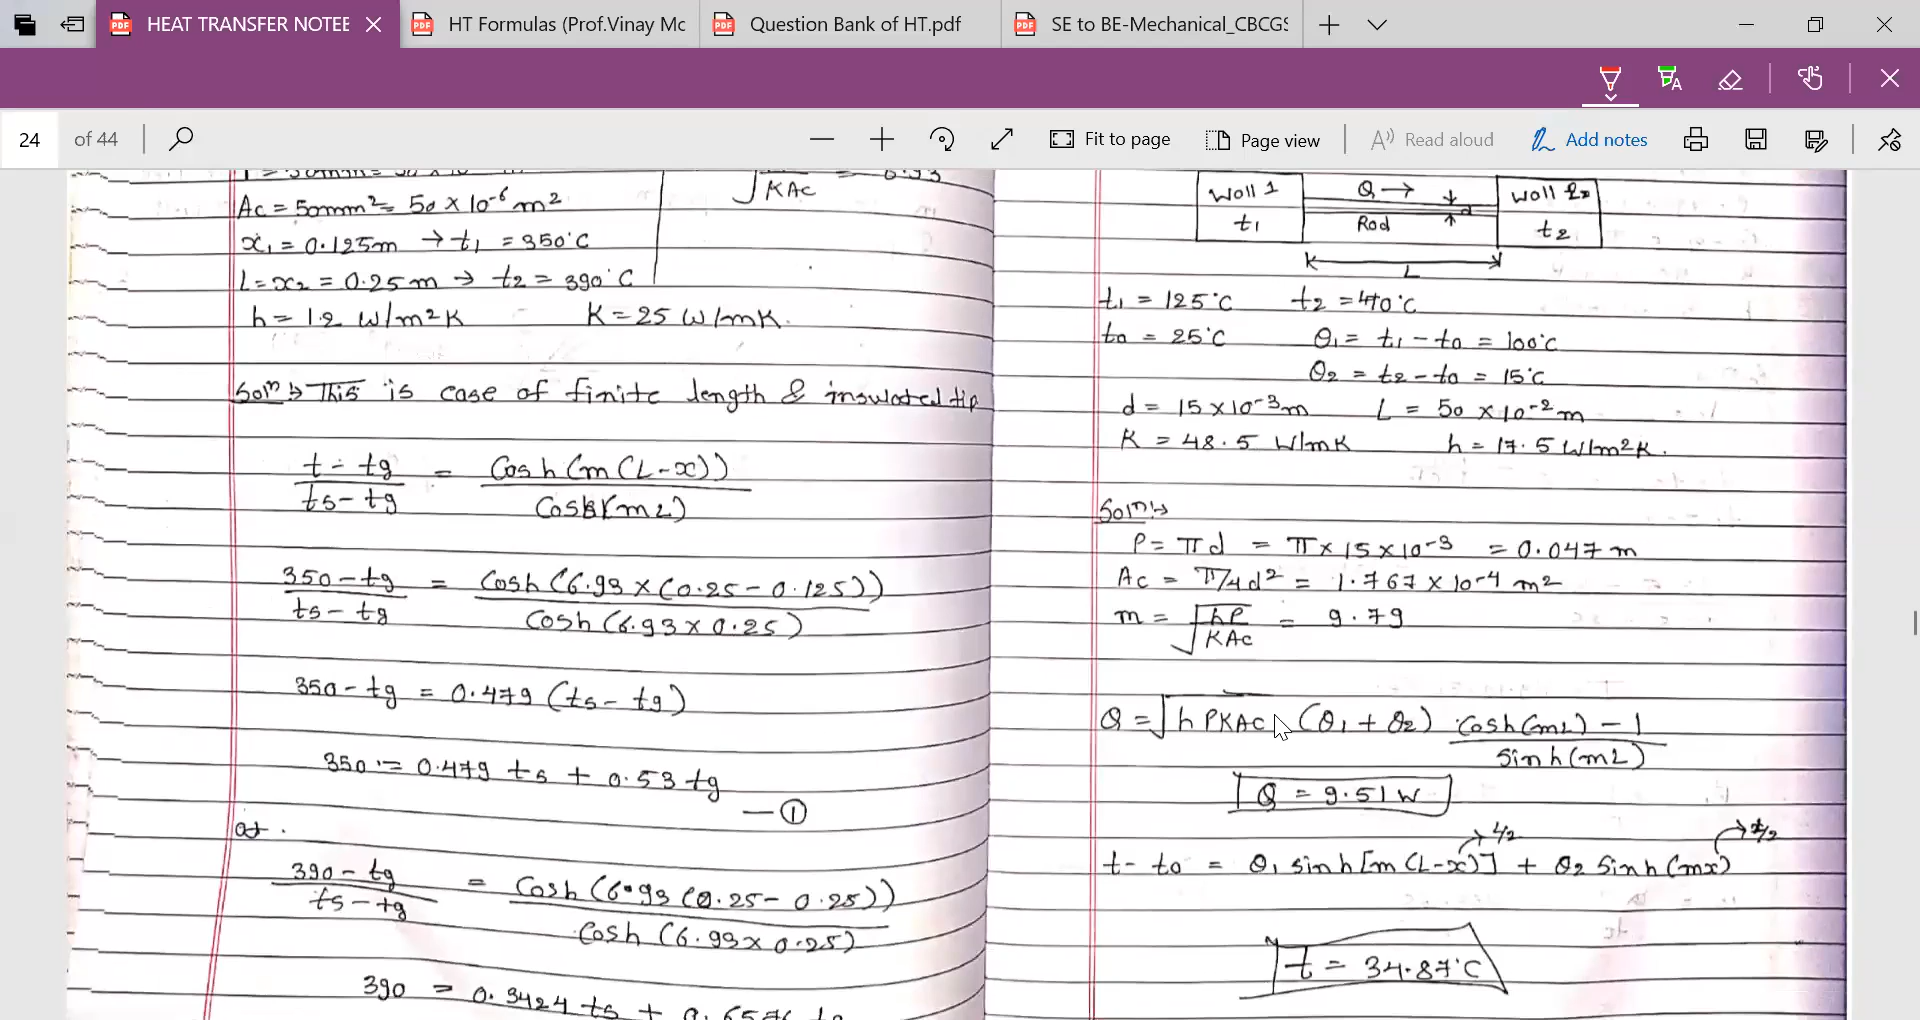 HEAT TRANSFER NOTEE
HT Formulas (Prof.Vinay Mc
Question Bank of HT.pdf
SE to BE-Mechanical_CBCGS
24 of 44
Fit to page
Page view
Read aloud
Add notes
Ac = 50mm² = 50 × 10⁻⁶ m²
x₁ = 0.125m → t₁ = 350°C
L = x₂ = 0.25 m → t₂ = 390°C
h = 12 W/m²K K = 25 W/mK.
√KAc = 0.93
Soln → This is case of finite length & insulated tip
t - tg / ts - tg = Cosh (m (L-x)) / Cosh(mL)
350 - tg / ts - tg = Cosh (6.93 × (0.25 - 0.125)) / Cosh (6.93 × 0.25)
350 - tg = 0.479 (ts - tg)
350 = 0.479 ts + 0.53 tg
— ①
at.
390 - tg / ts - tg = Cosh (6.93 (0.25 - 0.25)) / Cosh (6.93 × 0.25)
390 = 0.3424 ts +
Wall 1 Q → Wall 2
t₁ Rod t₂
L
t₁ = 125°C t₂ = 40°C
to = 25°C θ₁ = t₁ - to = 100°C
θ₂ = t₂ - to = 15°C
d = 15 × 10⁻³ m L = 50 × 10⁻² m
K = 48.5 W/mK h = 17.5 W/m²K.
Soln →
P = πd = π × 15 × 10⁻³ = 0.047 m
Ac = π/4 d² = 1.767 × 10⁻⁴ m²
m = √hP/KAc = 9.79
Q = √hPKAc (θ₁ + θ₂) Cosh(mL) - 1 / Sinh(mL)
Q = 9.51 W
t - to = θ₁ sinh [m (L-x)] + θ₂ Sinh (mx)
t = 34.87°C